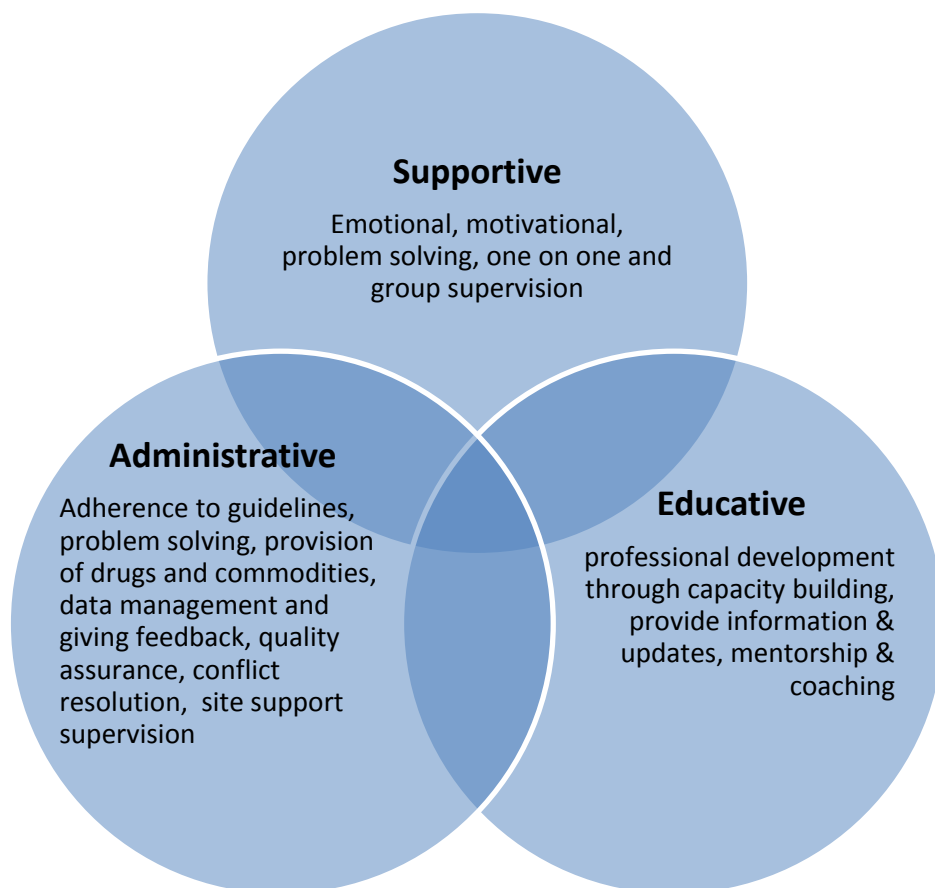 Supportive
Emotional, motivational,
problem solving, one on one and
group supervision
Administrative
Adherence to guidelines,
problem solving, provision
of drugs and commodities,
data management and
giving feedback, quality
assurance, conflict
resolution,  site support
supervision
Educative
professional development
through capacity building,
provide information &
updates, mentorship &
coaching